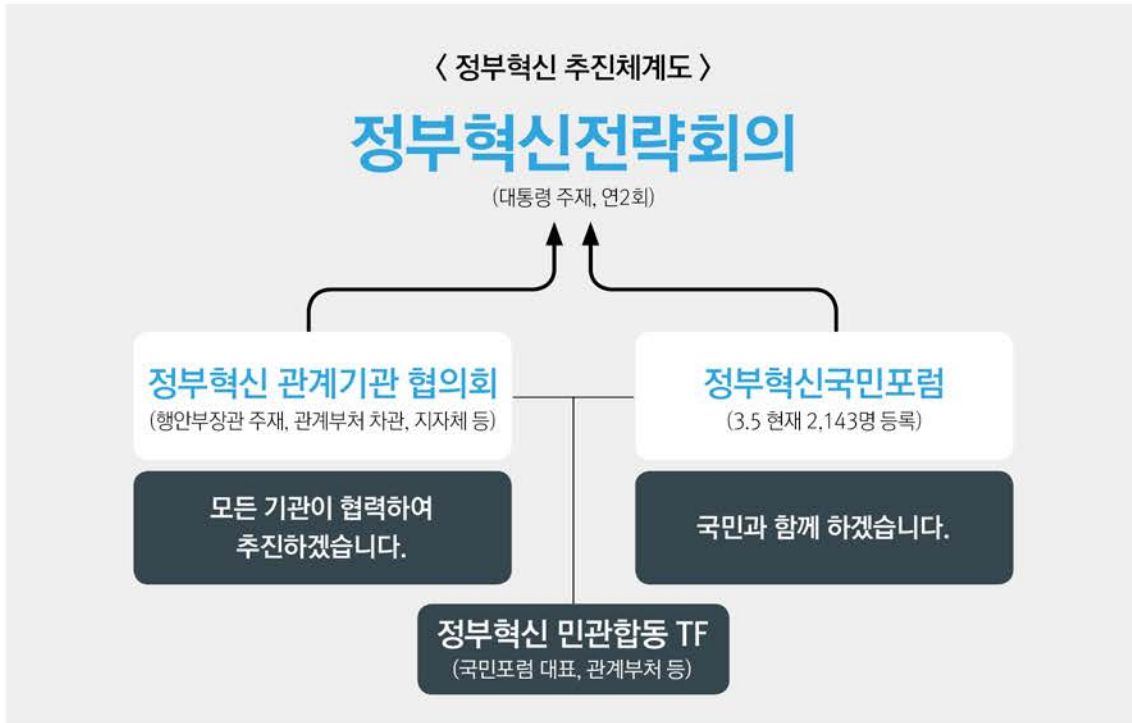 〈 정부혁신 추진체계도 〉
정부혁신전략회의
(대통령 주재, 연2회)
정부혁신 관계기관 협의회
(행안부장관 주재, 관계부처 차관, 지자체 등)
모든 기관이 협력하여
추진하겠습니다.
정부혁신국민포럼
(3.5 현재 2,143명 등록)
국민과 함께 하겠습니다.
정부혁신 민관합동 TF
(국민포럼 대표, 관계부처 등)